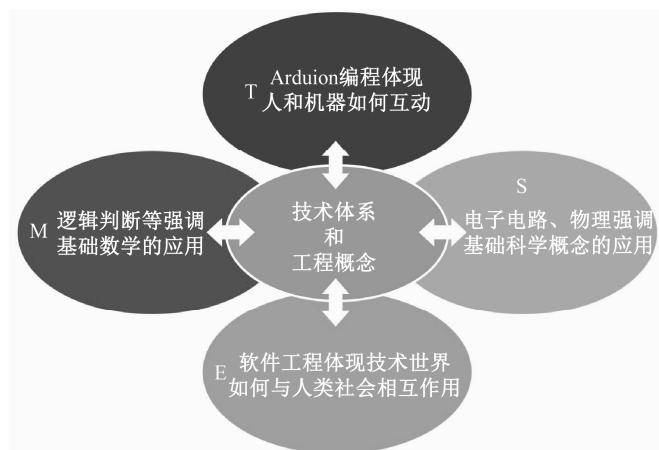 T
Arduion编程体现
人和机器如何互动
M
逻辑判断等强调
基础数学的应用
技术体系
和
工程概念
S
电子电路、物理强调
基础科学概念的应用
E
软件工程体现技术世界
如何与人类社会相互作用